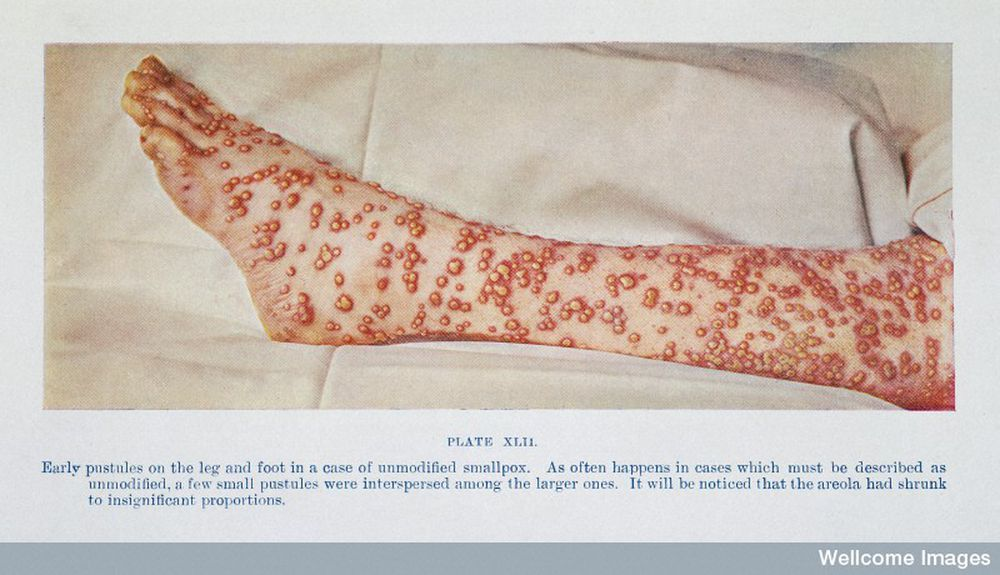 PLATE XLII.
Early pustules on the leg and foot in a case of unmodified smallpox. As often happens in cases which must be described as
unmodified, a few small pustules were interspersed among the larger ones. It will be noticed that the areola had shrunk
to insignificant proportions.
Wellcome Images